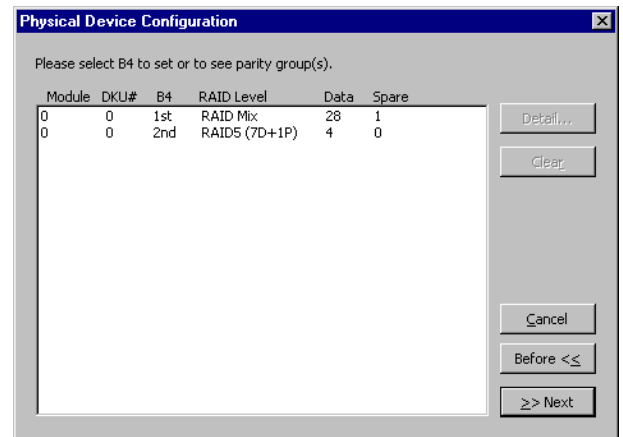 Physical Device Configuration
Please select B4 to set or to see parity group(s).
Module DKU# B4 RAID Level Data Spare
0 0 1st RAID Mix 28 1
0 0 2nd RAID5 (7D+1P) 4 0
Detail...
Clear
Cancel
Before <<
>> Next